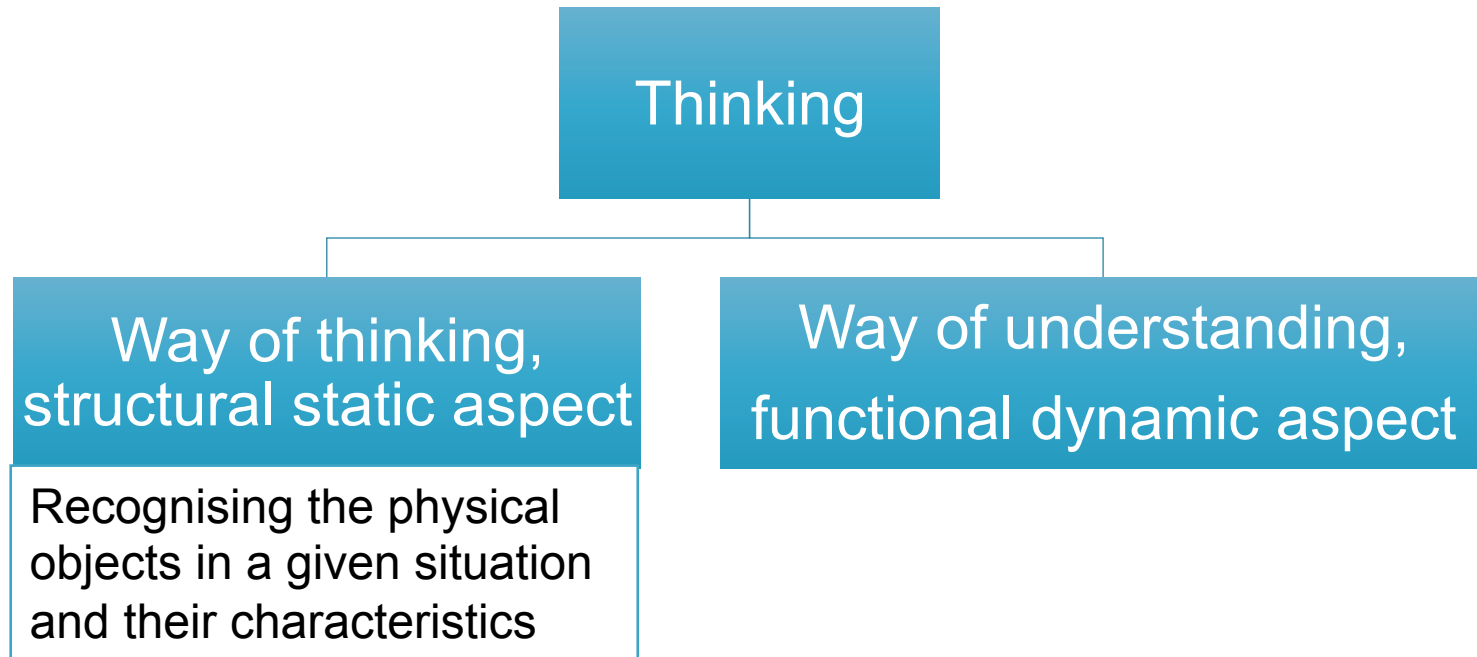 Thinking
Way of thinking,
structural static aspect
Way of understanding,
functional dynamic aspect
Recognising the physical
objects in a given situation
and their characteristics